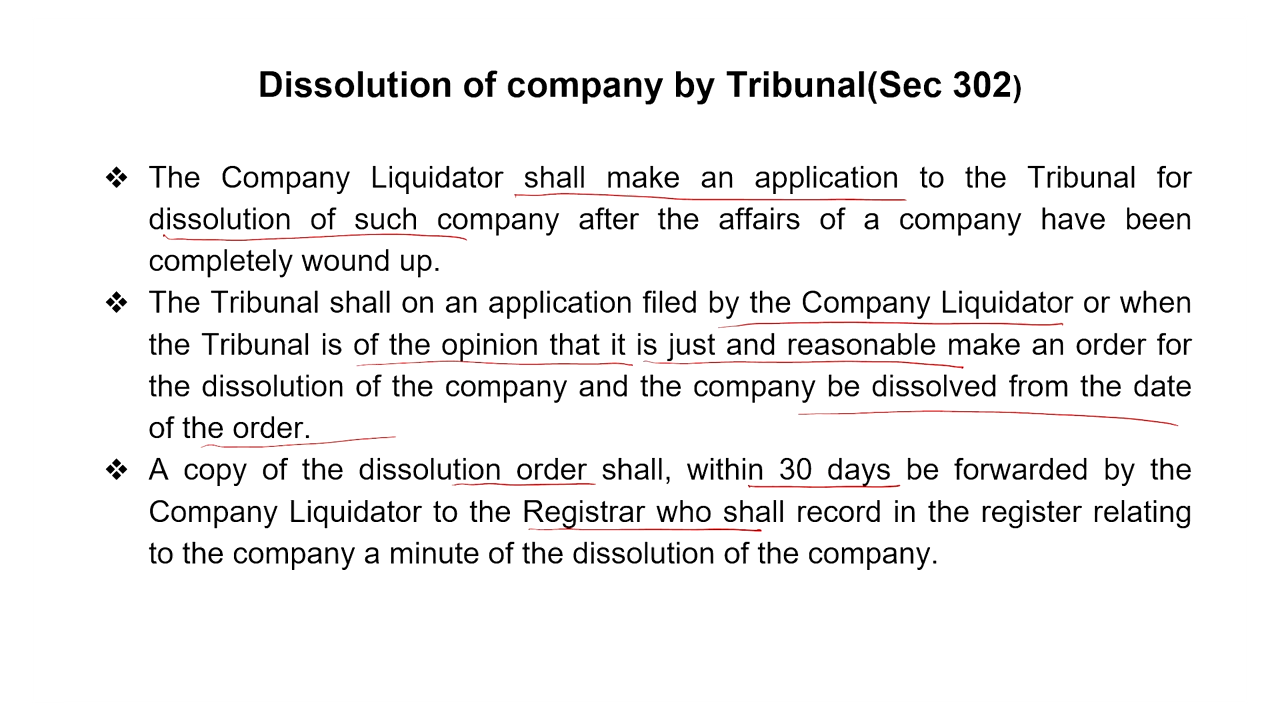 Dissolution of company by Tribunal(Sec 302)
❖ The Company Liquidator shall make an application to the Tribunal for
dissolution of such company after the affairs of a company have been
completely wound up.
❖ The Tribunal shall on an application filed by the Company Liquidator or when
the Tribunal is of the opinion that it is just and reasonable make an order for
the dissolution of the company and the company be dissolved from the date
of the order.
❖ A copy of the dissolution order shall, within 30 days be forwarded by the
Company Liquidator to the Registrar who shall record in the register relating
to the company a minute of the dissolution of the company.